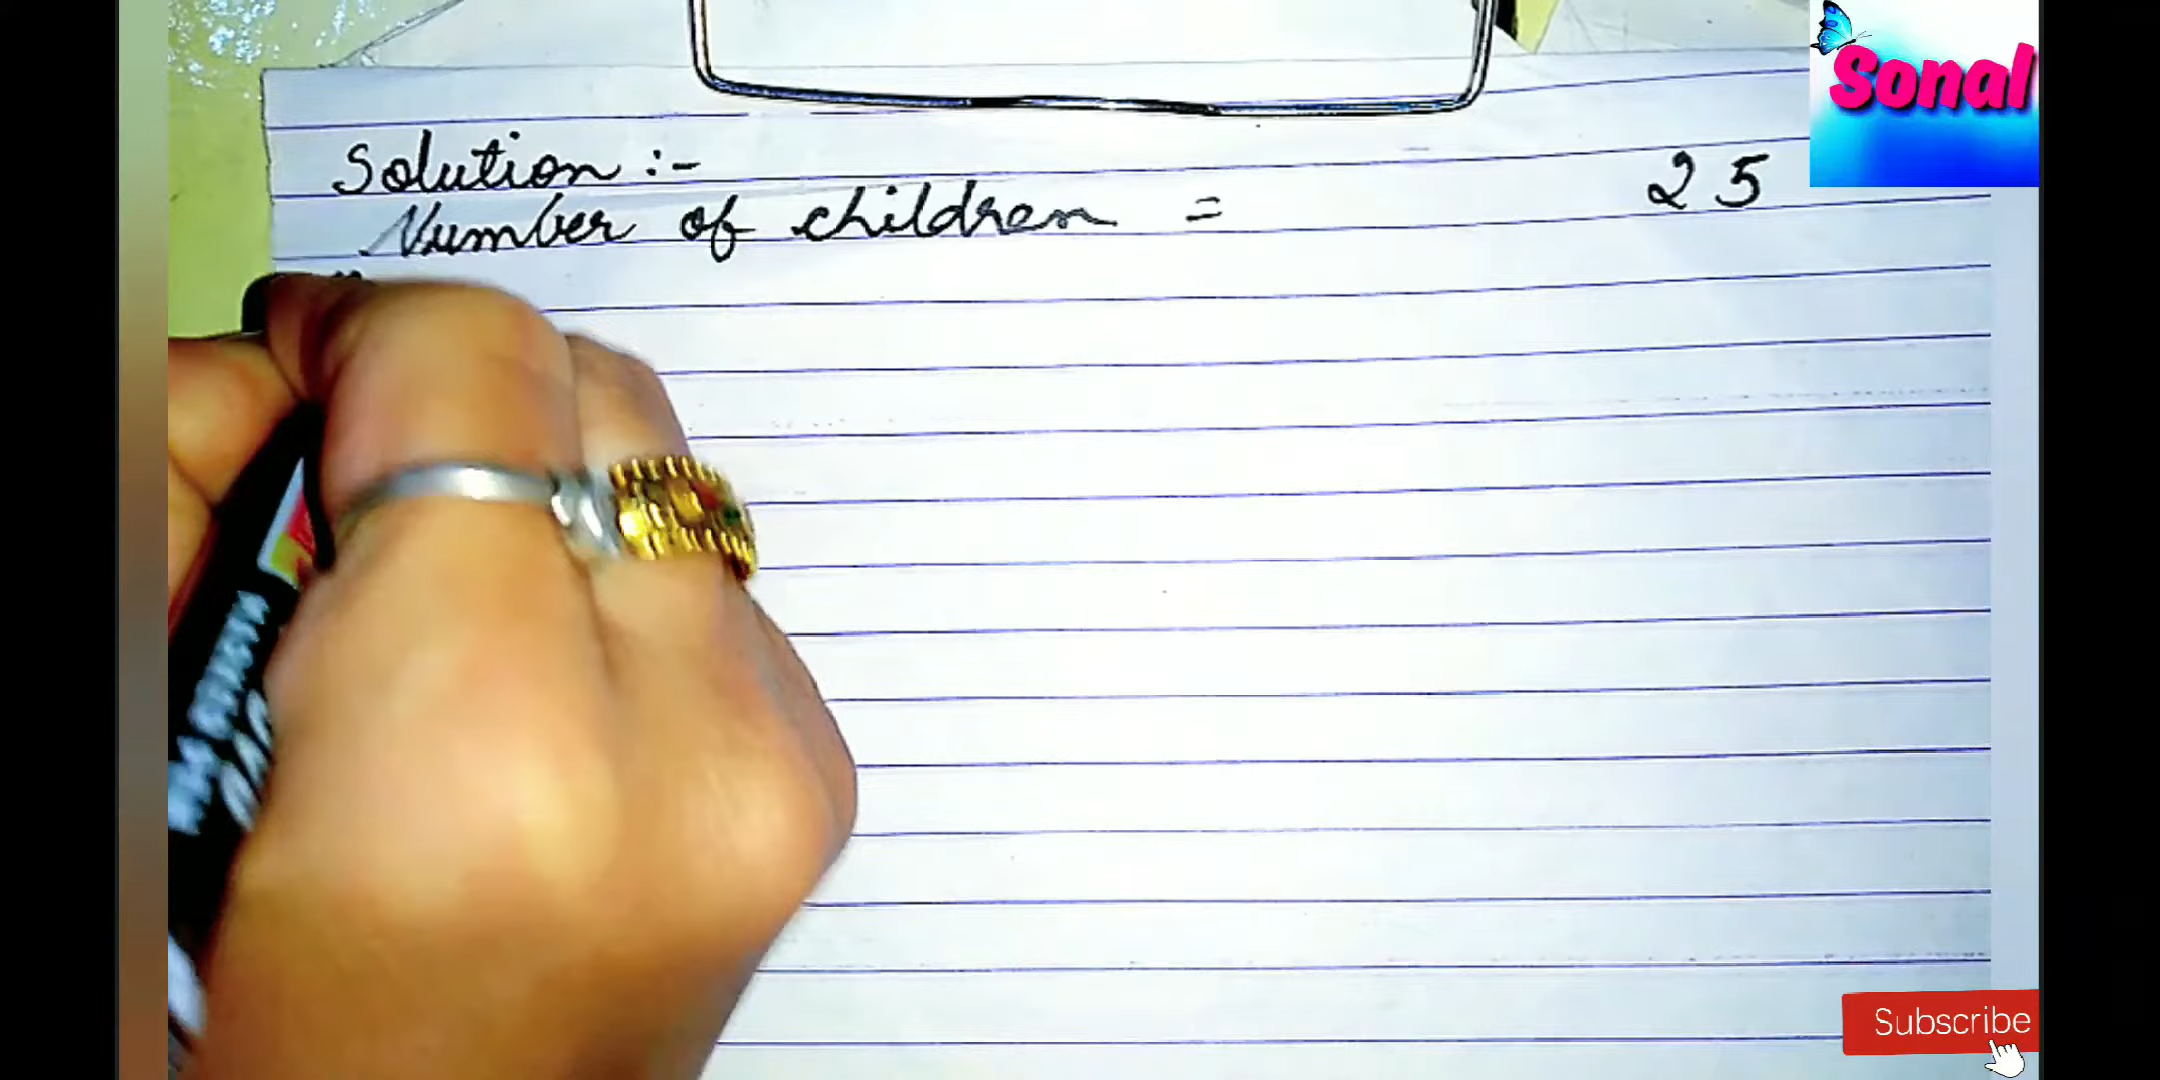 Sonal
Solution :-
Number of children = 25
Subscribe